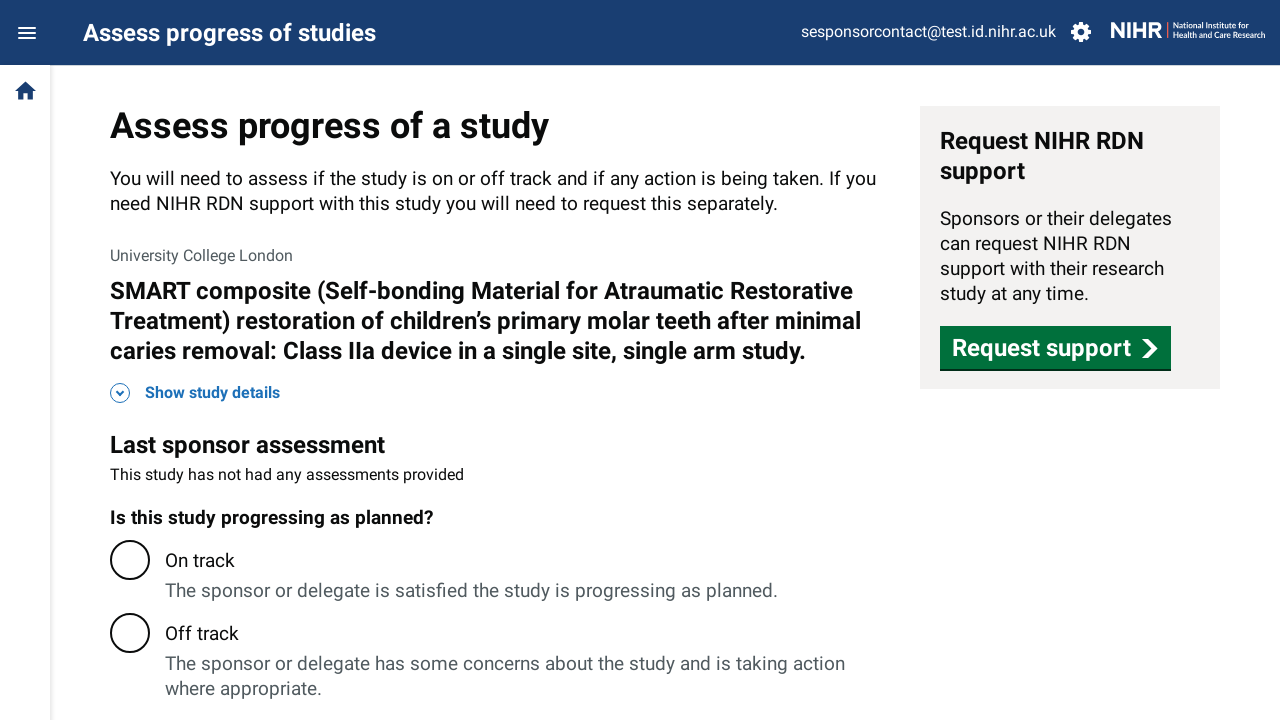 Assess progress of studies
sesponsorcontact@test.id.nihr.ac.uk
NIHR
National Institute for
Health and Care Research
Assess progress of a study
You will need to assess if the study is on or off track and if any action is being taken. If you
need NIHR RDN support with this study you will need to request this separately.
University College London
SMART composite (Self-bonding Material for Atraumatic Restorative
Treatment) restoration of children’s primary molar teeth after minimal
caries removal: Class IIa device in a single site, single arm study.
Show study details
Last sponsor assessment
This study has not had any assessments provided
Is this study progressing as planned?
On track
The sponsor or delegate is satisfied the study is progressing as planned.
Off track
The sponsor or delegate has some concerns about the study and is taking action
where appropriate.
Request NIHR RDN
support
Sponsors or their delegates
can request NIHR RDN
support with their research
study at any time.
Request support